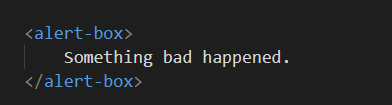 <alert-box>
    Something bad happened.
</alert-box>